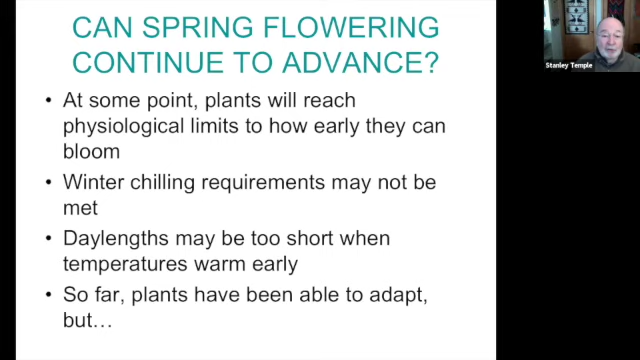 CAN SPRING FLOWERING
CONTINUE TO ADVANCE?
• At some point, plants will reach
physiological limits to how early they can
bloom
• Winter chilling requirements may not be
met
• Daylengths may be too short when
temperatures warm early
• So far, plants have been able to adapt,
but…
Stanley Temple